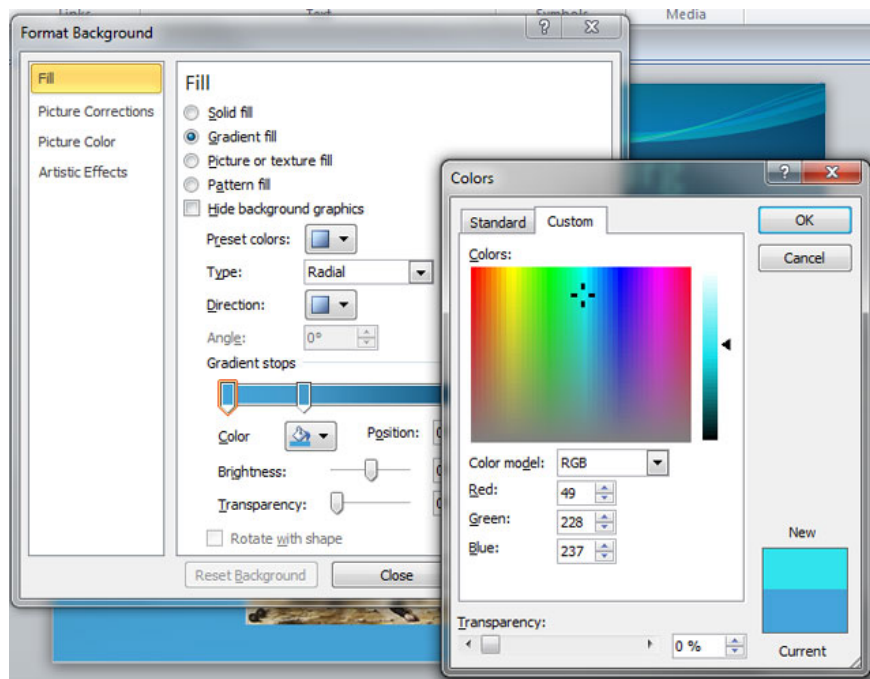 Links Text Symbols Media
Format Background
Fill
Picture Corrections
Picture Color
Artistic Effects
Fill
Solid fill
Gradient fill
Picture or texture fill
Pattern fill
Hide background graphics
Preset colors:
Type: Radial
Direction:
Angle: 0°
Gradient stops
Color Position:
Brightness:
Transparency:
Rotate with shape
Reset Background Close
Colors
Standard Custom
OK
Cancel
Colors:
Color model: RGB
Red: 49
Green: 228
Blue: 237
New
Current
Transparency:
0 %